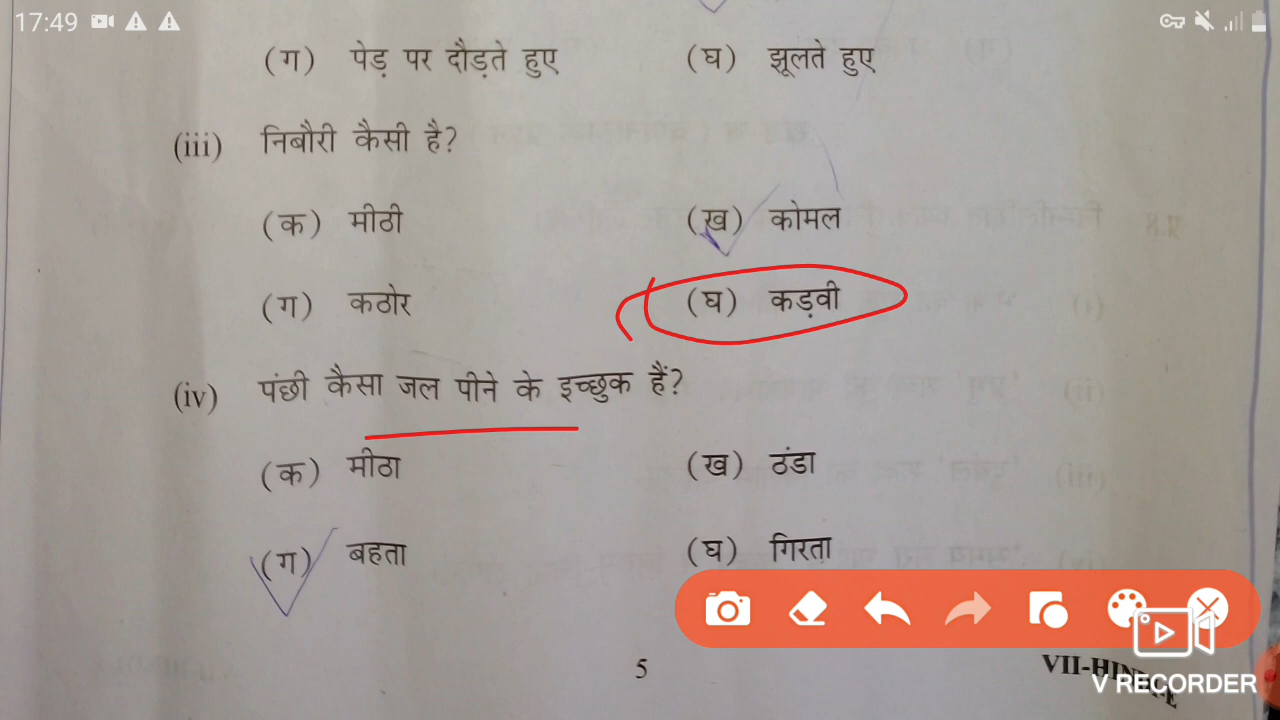 17:49
(ग) पेड़ पर दौड़ते हुए (घ) झूलते हुए
(iii) निबौरी कैसी है?
(क) मीठी (ख) कोमल
(ग) कठोर (घ) कड़वी
(iv) पंछी कैसा जल पीने के इच्छुक हैं?
(क) मीठा (ख) ठंडा
(ग) बहता (घ) गिरता
5
VII-HINDI-E
V RECORDER